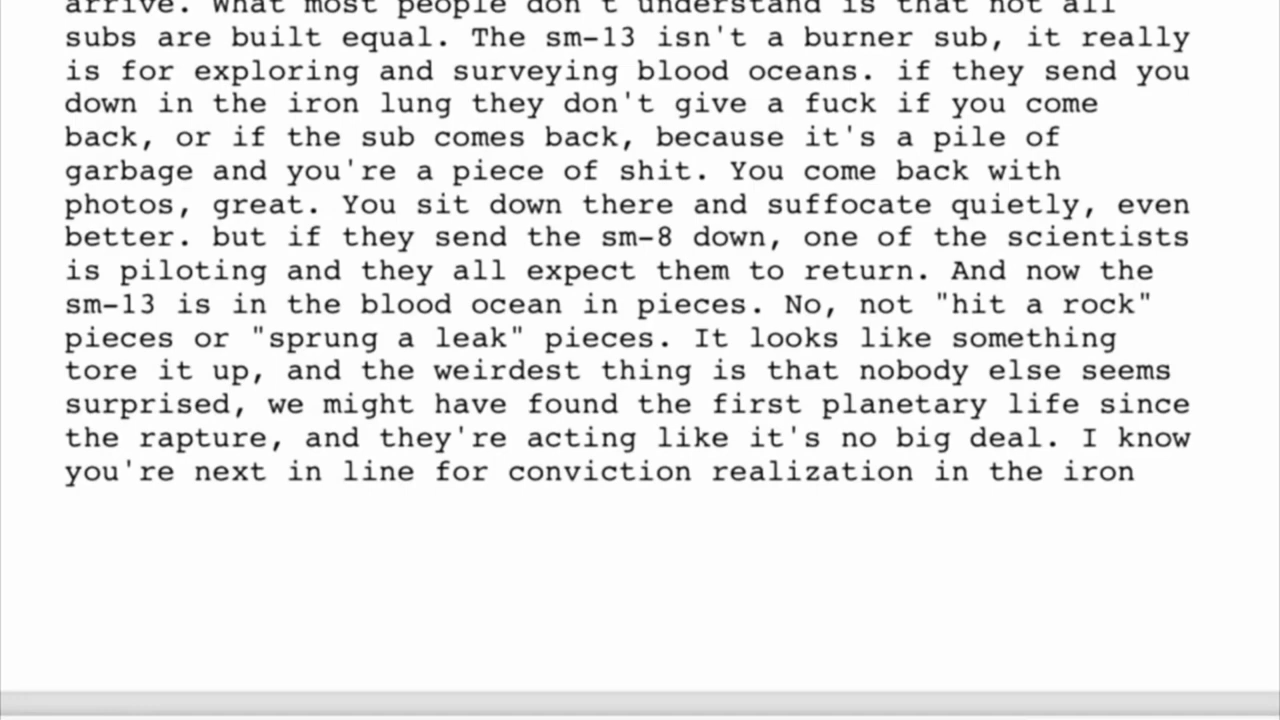 arrive. What most people don't understand is that not all
subs are built equal. The sm-13 isn't a burner sub, it really
is for exploring and surveying blood oceans. if they send you
down in the iron lung they don't give a fuck if you come
back, or if the sub comes back, because it's a pile of
garbage and you're a piece of shit. You come back with
photos, great. You sit down there and suffocate quietly, even
better. but if they send the sm-8 down, one of the scientists
is piloting and they all expect them to return. And now the
sm-13 is in the blood ocean in pieces. No, not "hit a rock"
pieces or "sprung a leak" pieces. It looks like something
tore it up, and the weirdest thing is that nobody else seems
surprised, we might have found the first planetary life since
the rapture, and they're acting like it's no big deal. I know
you're next in line for conviction realization in the iron